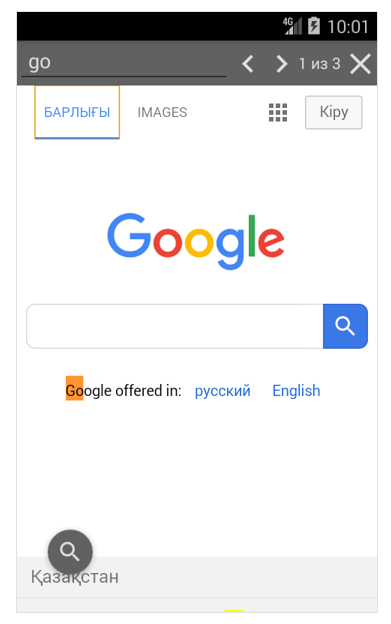 4G 10:01
go 1 из 3
БАРЛЫҒЫ IMAGES Кіру
Google
Google offered in: русский English
Қазақстан